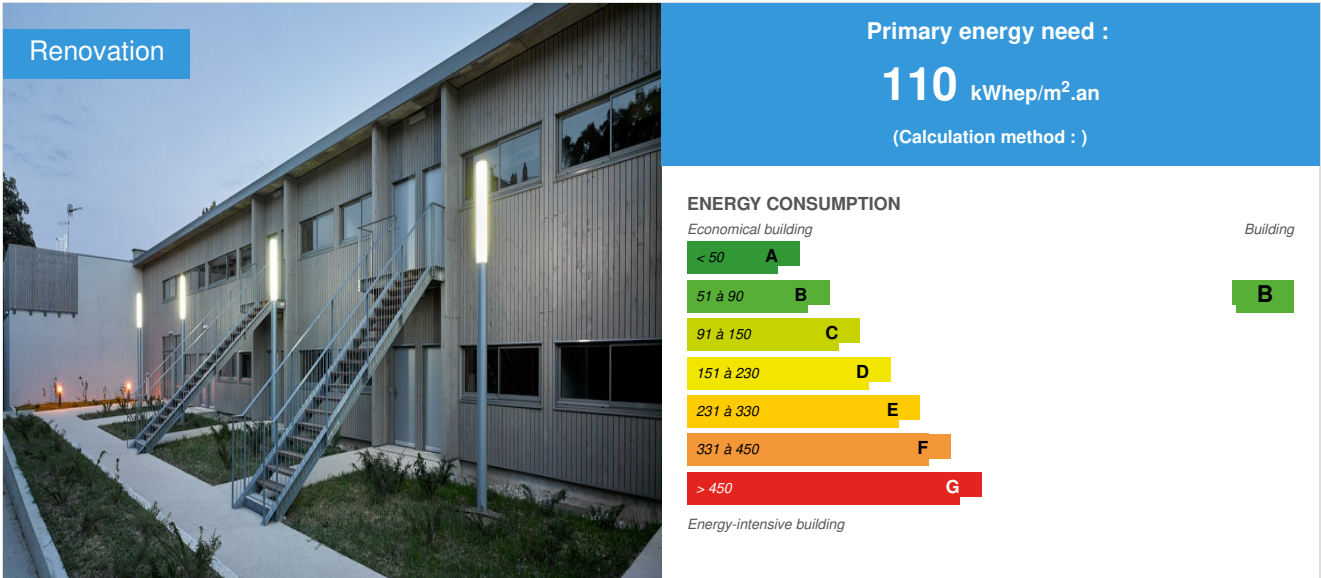 Renovation
Primary energy need :
110 kWhep/m².an
(Calculation method : )
ENERGY CONSUMPTION
Economical building
Building
< 50 A
51 à 90 B
B
91 à 150 C
151 à 230 D
231 à 330 E
331 à 450 F
> 450 G
Energy-intensive building